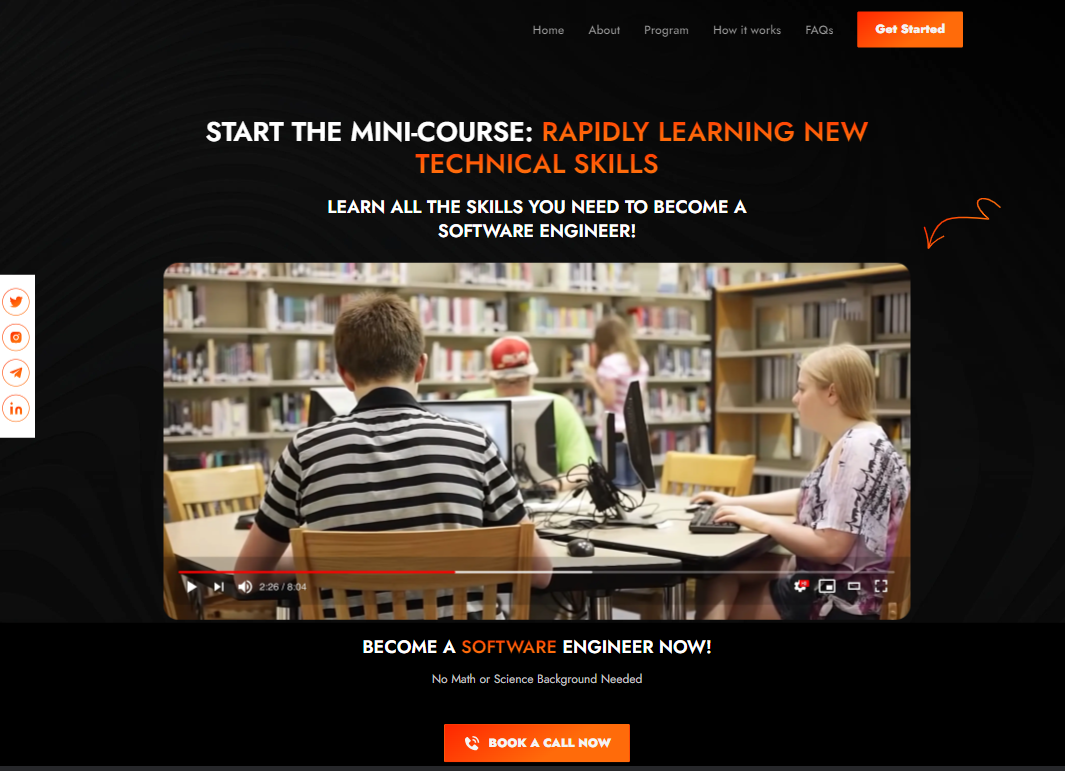 Home About Program How it works FAQs Get Started
START THE MINI-COURSE: RAPIDLY LEARNING NEW
TECHNICAL SKILLS
LEARN ALL THE SKILLS YOU NEED TO BECOME A
SOFTWARE ENGINEER!
in
2:26 / 8:04
BECOME A SOFTWARE ENGINEER NOW!
No Math or Science Background Needed
BOOK A CALL NOW